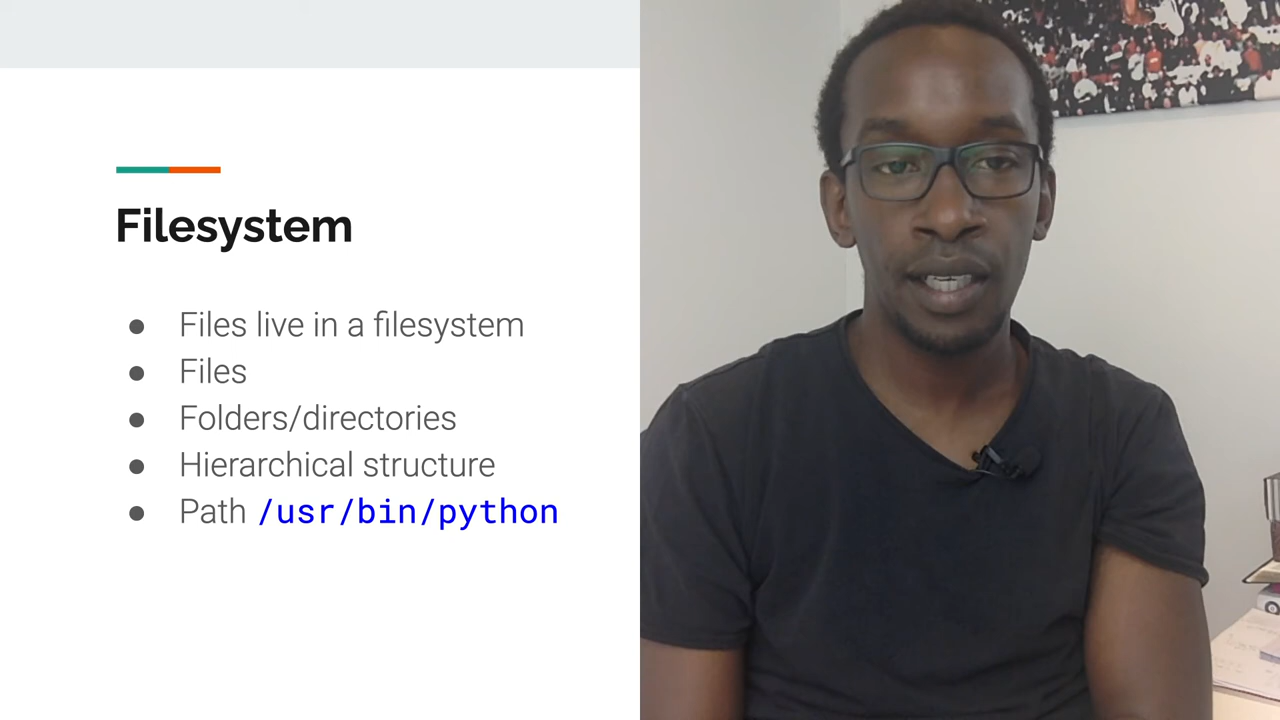 Filesystem
● Files live in a filesystem
● Files
● Folders/directories
● Hierarchical structure
● Path /usr/bin/python